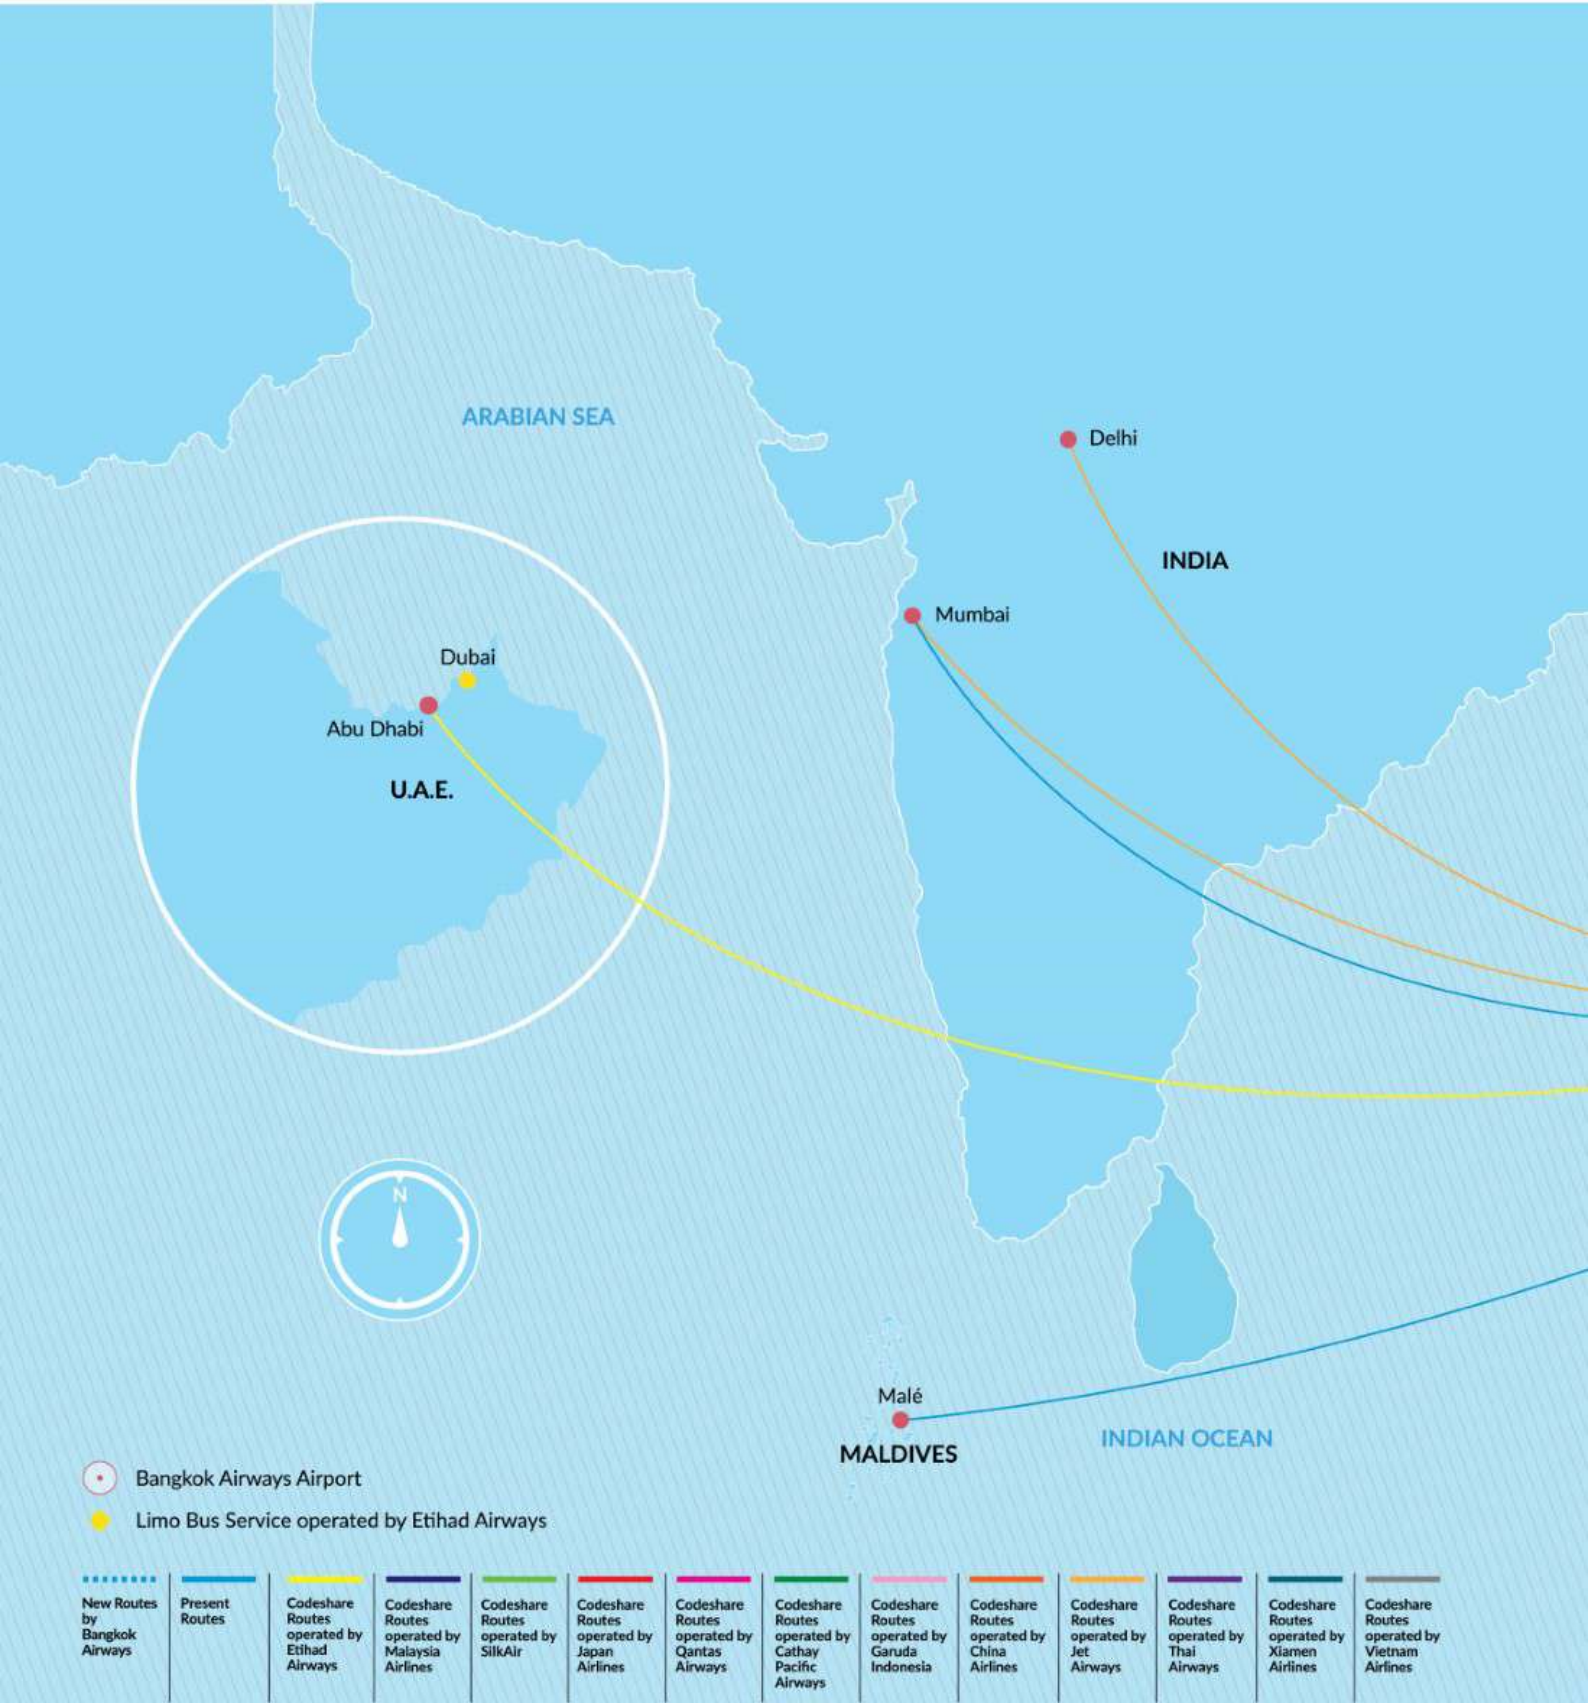 ARABIAN SEA
Delhi
INDIA
Mumbai
Dubai
Abu Dhabi
U.A.E.
N
Malé
MALDIVES
INDIAN OCEAN
Bangkok Airways Airport
Limo Bus Service operated by Etihad Airways
New Routes
by
Bangkok
Airways
Present
Routes
Codeshare
Routes
operated by
Etihad
Airways
Codeshare
Routes
operated by
Malaysia
Airlines
Codeshare
Routes
operated by
SilkAir
Codeshare
Routes
operated by
Japan
Airlines
Codeshare
Routes
operated by
Qantas
Airways
Codeshare
Routes
operated by
Cathay
Pacific
Airways
Codeshare
Routes
operated by
Garuda
Indonesia
Codeshare
Routes
operated by
China
Airlines
Codeshare
Routes
operated by
Jet
Airways
Codeshare
Routes
operated by
Thai
Airways
Codeshare
Routes
operated by
Xiamen
Airlines
Codeshare
Routes
operated by
Vietnam
Airlines